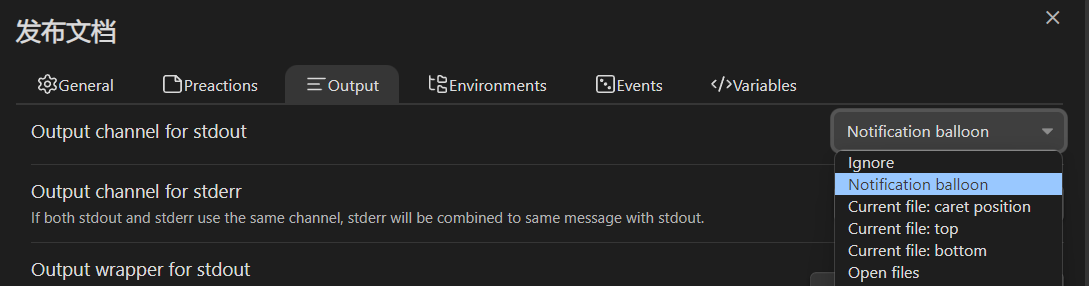 发布文档
General Preactions Output Environments Events Variables
Output channel for stdout Notification balloon
Ignore
Output channel for stderr Notification balloon
If both stdout and stderr use the same channel, stderr will be combined to same message with stdout. Current file: caret position
Current file: top
Current file: bottom
Output wrapper for stdout Open files